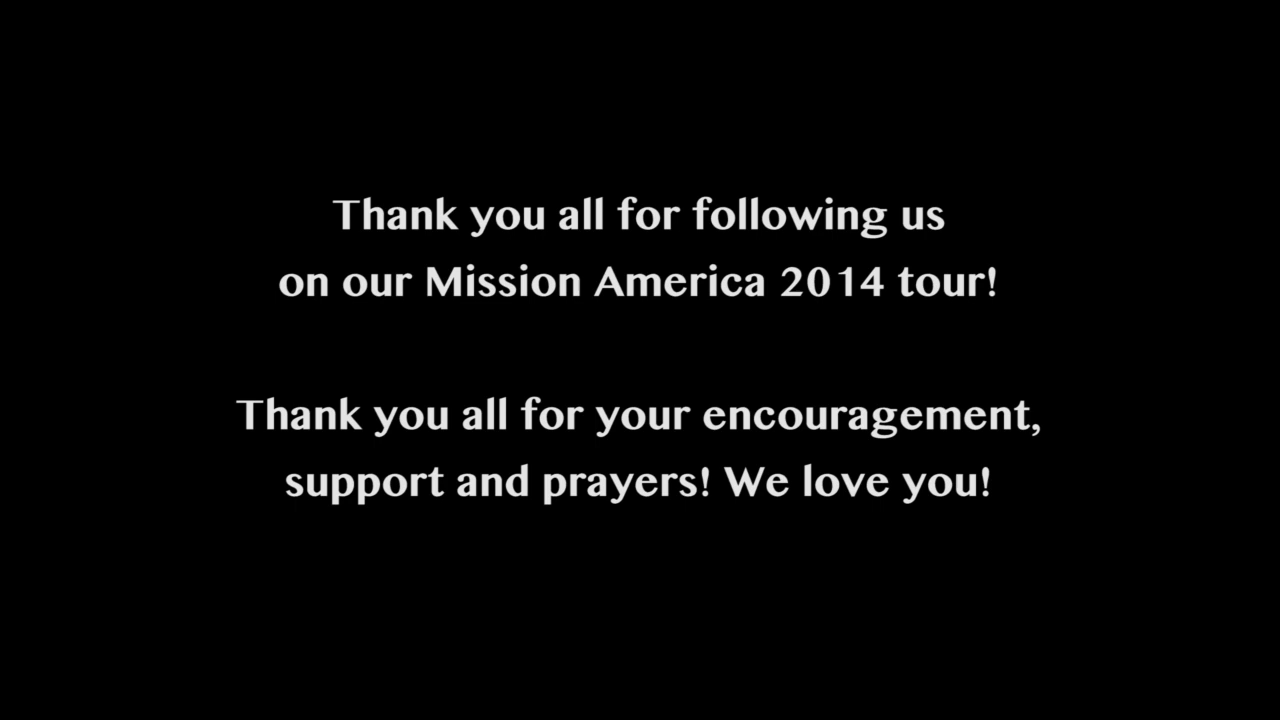 Thank you all for following us
on our Mission America 2014 tour!
Thank you all for your encouragement,
support and prayers! We love you!